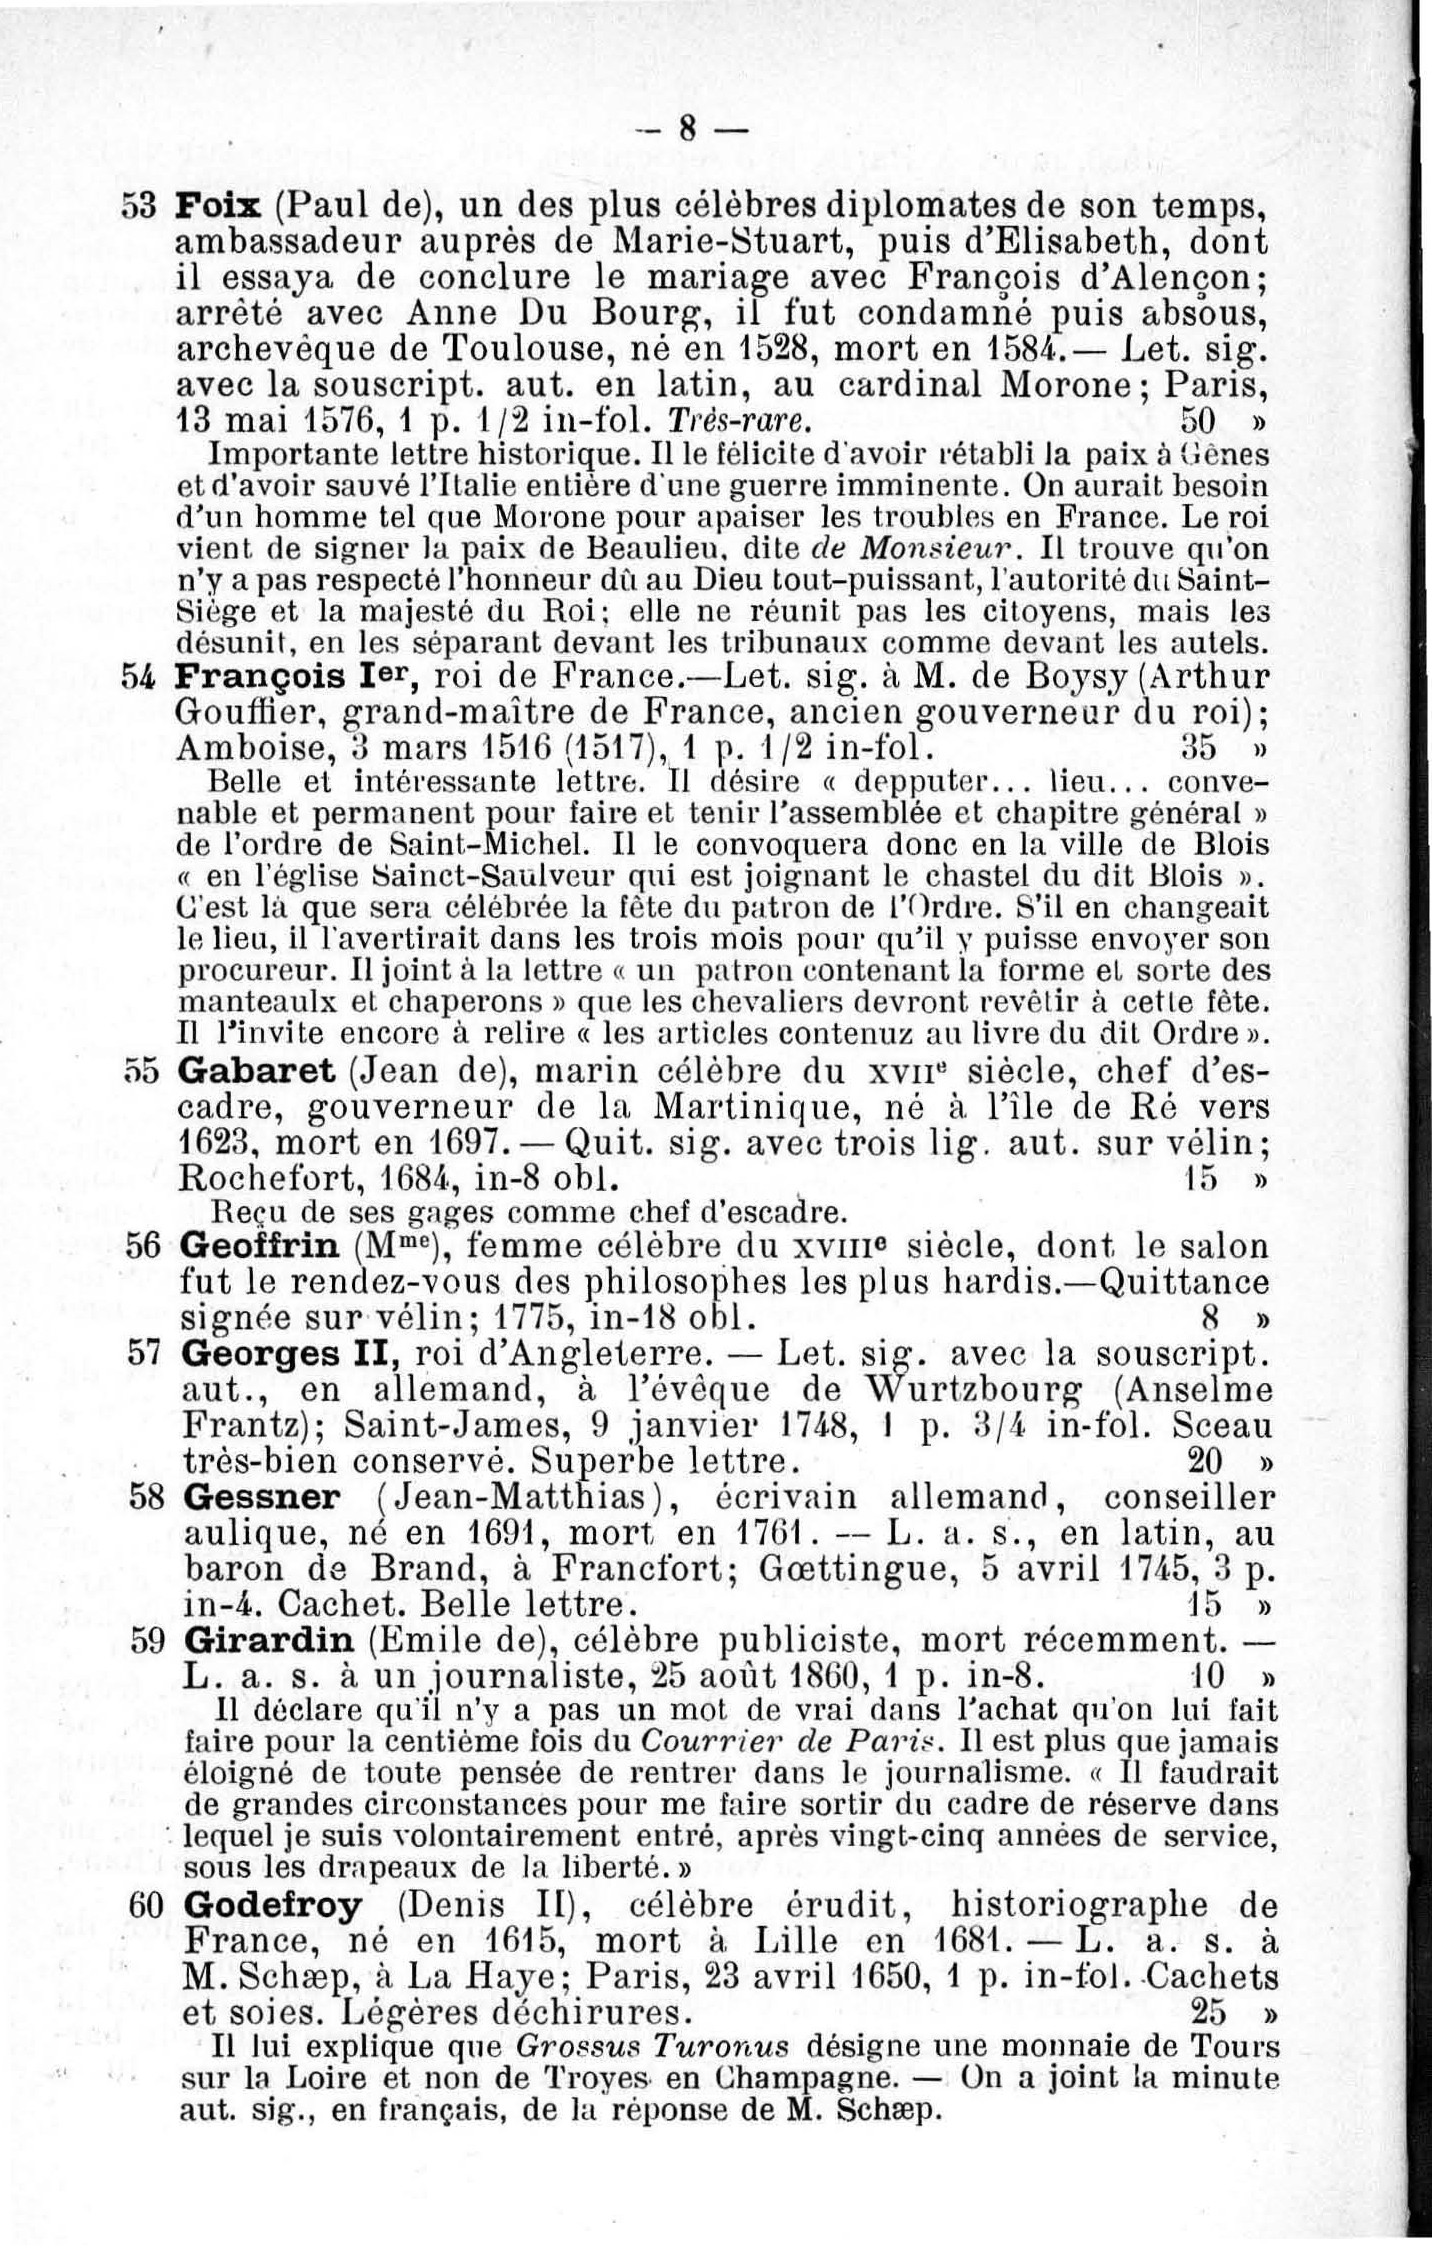 — 8 —
53 Foix (Paul de), un des plus célèbres diplomates de son temps,
ambassadeur auprès de Marie-Stuart, puis d'Elisabeth, dont
il essaya de conclure le mariage avec François d'Alençon;
arrêté avec Anne Du Bourg, il fut condamné puis absous,
archevêque de Toulouse, né en 1528, mort en 1584. — Let. sig.
avec la souscript. aut. en latin, au cardinal Morone; Paris,
13 mai 1576, 1 p. 1/2 in-fol. Très-rare. 50 »
Importante lettre historique. Il le félicite d'avoir rétabli la paix à Gênes
et d'avoir sauvé l'Italie entière d'une guerre imminente. On aurait besoin
d'un homme tel que Morone pour apaiser les troubles en France. Le roi
vient de signer la paix de Beaulieu, dite de Monsieur. Il trouve qu'on
n'y a pas respecté l'honneur dû au Dieu tout-puissant, l'autorité du Saint-
Siège et la majesté du Roi; elle ne réunit pas les citoyens, mais les
désunit, en les séparant devant les tribunaux comme devant les autels.
54 François Ier, roi de France.—Let. sig. à M. de Boysy (Arthur
Gouffier, grand-maître de France, ancien gouverneur du roi);
Amboise, 3 mars 1516 (1517), 1 p. 1/2 in-fol. 35 »
Belle et intéressante lettre. Il désire « depputer... lieu... conve-
nable et permanent pour faire et tenir l'assemblée et chapitre général »
de l'ordre de Saint-Michel. Il le convoquera donc en la ville de Blois
« en l'église Sainct-Saulveur qui est joignant le chastel du dit Blois ».
C'est là que sera célébrée la fête du patron de l'Ordre. S'il en changeait
le lieu, il l'avertirait dans les trois mois pour qu'il y puisse envoyer son
procureur. Il joint à la lettre « un patron contenant la forme et sorte des
manteaulx et chaperons » que les chevaliers devront revêtir à cette fête.
Il l'invite encore à relire « les articles contenuz au livre du dit Ordre ».
55 Gabaret (Jean de), marin célèbre du XVIIe siècle, chef d'es-
cadre, gouverneur de la Martinique, né à l'île de Ré vers
1623, mort en 1697. — Quit. sig. avec trois lig. aut. sur vélin;
Rochefort, 1684, in-8 obl. 15 »
Reçu de ses gages comme chef d'escadre.
56 Geoffrin (Mme), femme célèbre du XVIIIe siècle, dont le salon
fut le rendez-vous des philosophes les plus hardis.—Quittance
signée sur vélin; 1775, in-18 obl. 8 »
57 Georges II, roi d'Angleterre. — Let. sig. avec la souscript.
aut., en allemand, à l'évêque de Wurtzbourg (Anselme
Frantz); Saint-James, 9 janvier 1748, 1 p. 3/4 in-fol. Sceau
très-bien conservé. Superbe lettre. 20 »
58 Gessner (Jean-Matthias), écrivain allemand, conseiller
aulique, né en 1691, mort en 1761. — L. a. s., en latin, au
baron de Brand, à Francfort; Gœttingue, 5 avril 1745, 3 p.
in-4. Cachet. Belle lettre. 15 »
59 Girardin (Emile de), célèbre publiciste, mort récemment. —
L. a. s. à un journaliste, 25 août 1860, 1 p. in-8. 10 »
Il déclare qu'il n'y a pas un mot de vrai dans l'achat qu'on lui fait
faire pour la centième fois du Courrier de Paris. Il est plus que jamais
éloigné de toute pensée de rentrer dans le journalisme. « Il faudrait
de grandes circonstances pour me faire sortir du cadre de réserve dans
lequel je suis volontairement entré, après vingt-cinq années de service,
sous les drapeaux de la liberté. »
60 Godefroy (Denis II), célèbre érudit, historiographe de
France, né en 1615, mort à Lille en 1681. — L. a. s. à
M. Schæp, à La Haye; Paris, 23 avril 1650, 1 p. in-fol. Cachets
et soies. Légères déchirures. 25 »
Il lui explique que Grossus Turonus désigne une monnaie de Tours
sur la Loire et non de Troyes en Champagne. — On a joint la minute
aut. sig., en français, de la réponse de M. Schæp.